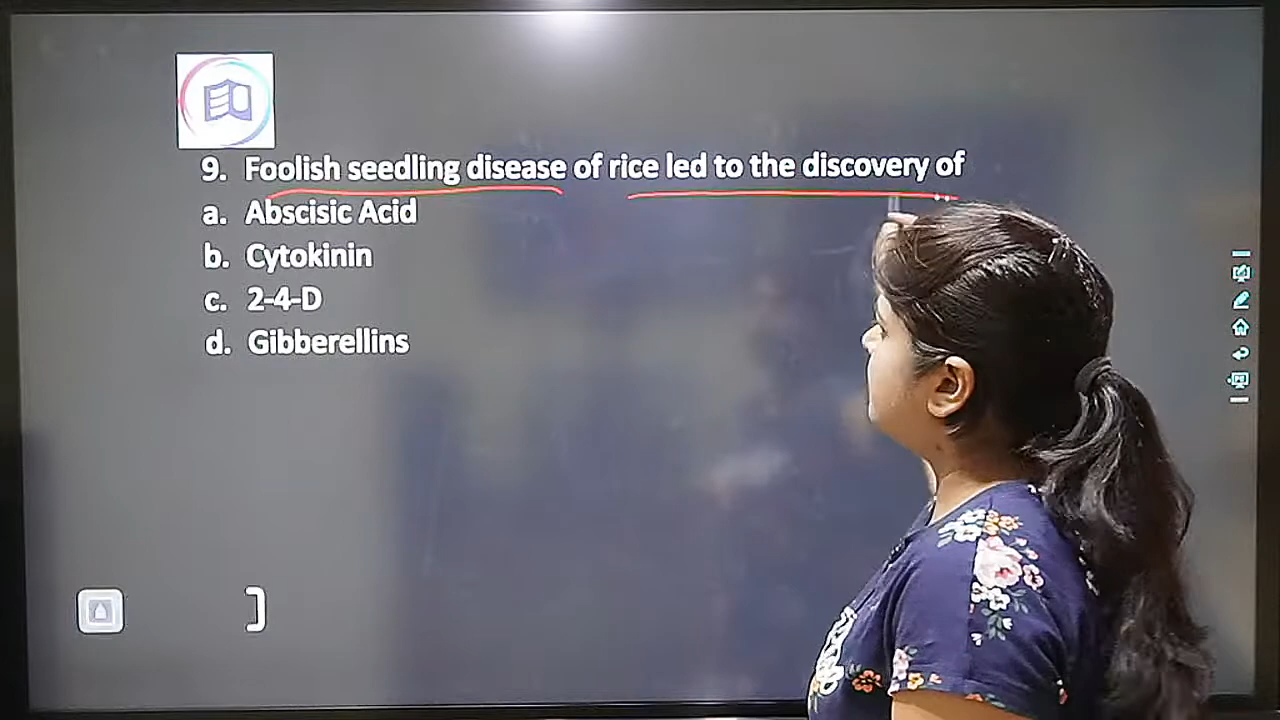 9. Foolish seedling disease of rice led to the discovery of
a. Abscisic Acid
b. Cytokinin
c. 2-4-D
d. Gibberellins